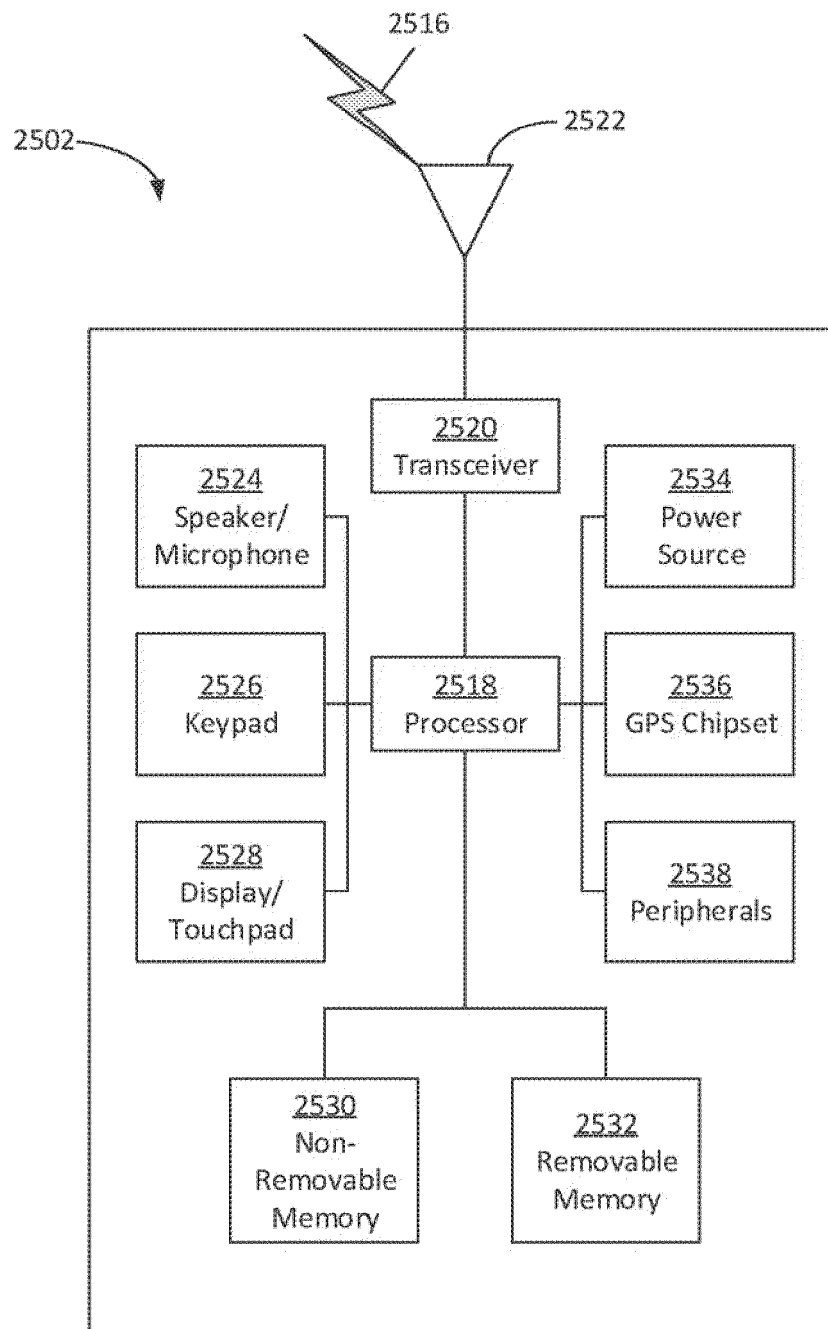 2516
2522
2502
2520
Transceiver
2524
Speaker/
Microphone
2534
Power
Source
2526
Keypad
2518
Processor
2536
GPS Chipset
2528
Display/
Touchpad
2538
Peripherals
2530
Non-
Removable
Memory
2532
Removable
Memory